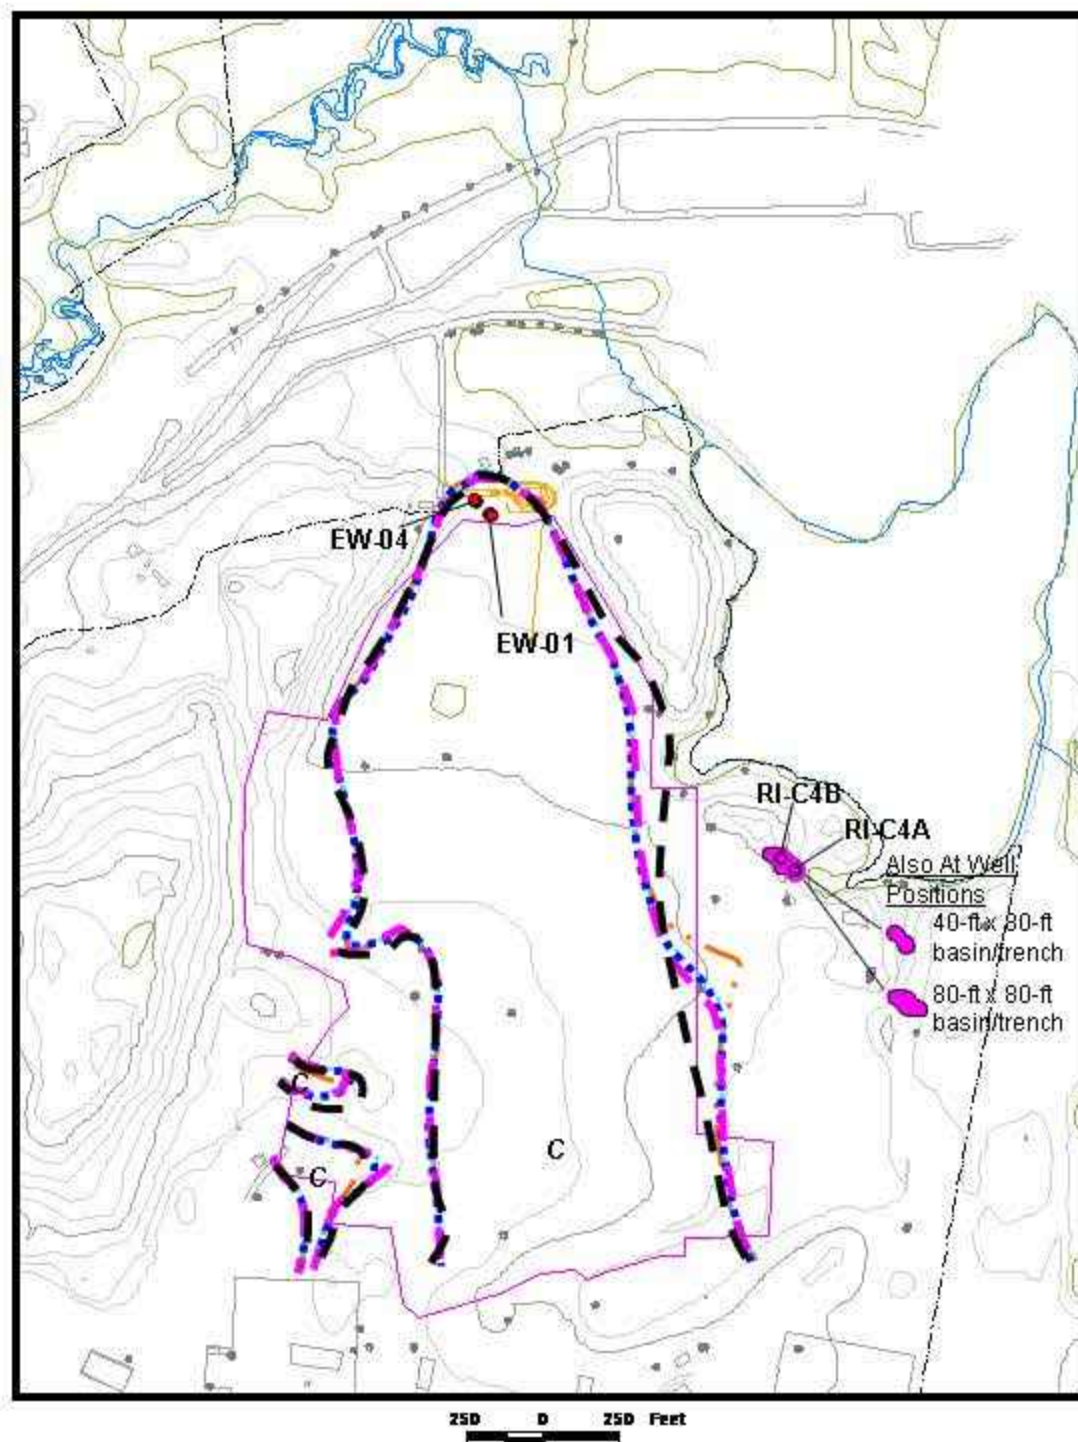 EW-04
EW-01
RI-C4B
RI-C4A
Also At Well
Positions
40-ft x 80-ft
basin/trench
80-ft x 80-ft
basin/trench
C
C
C
250 0 250 Feet